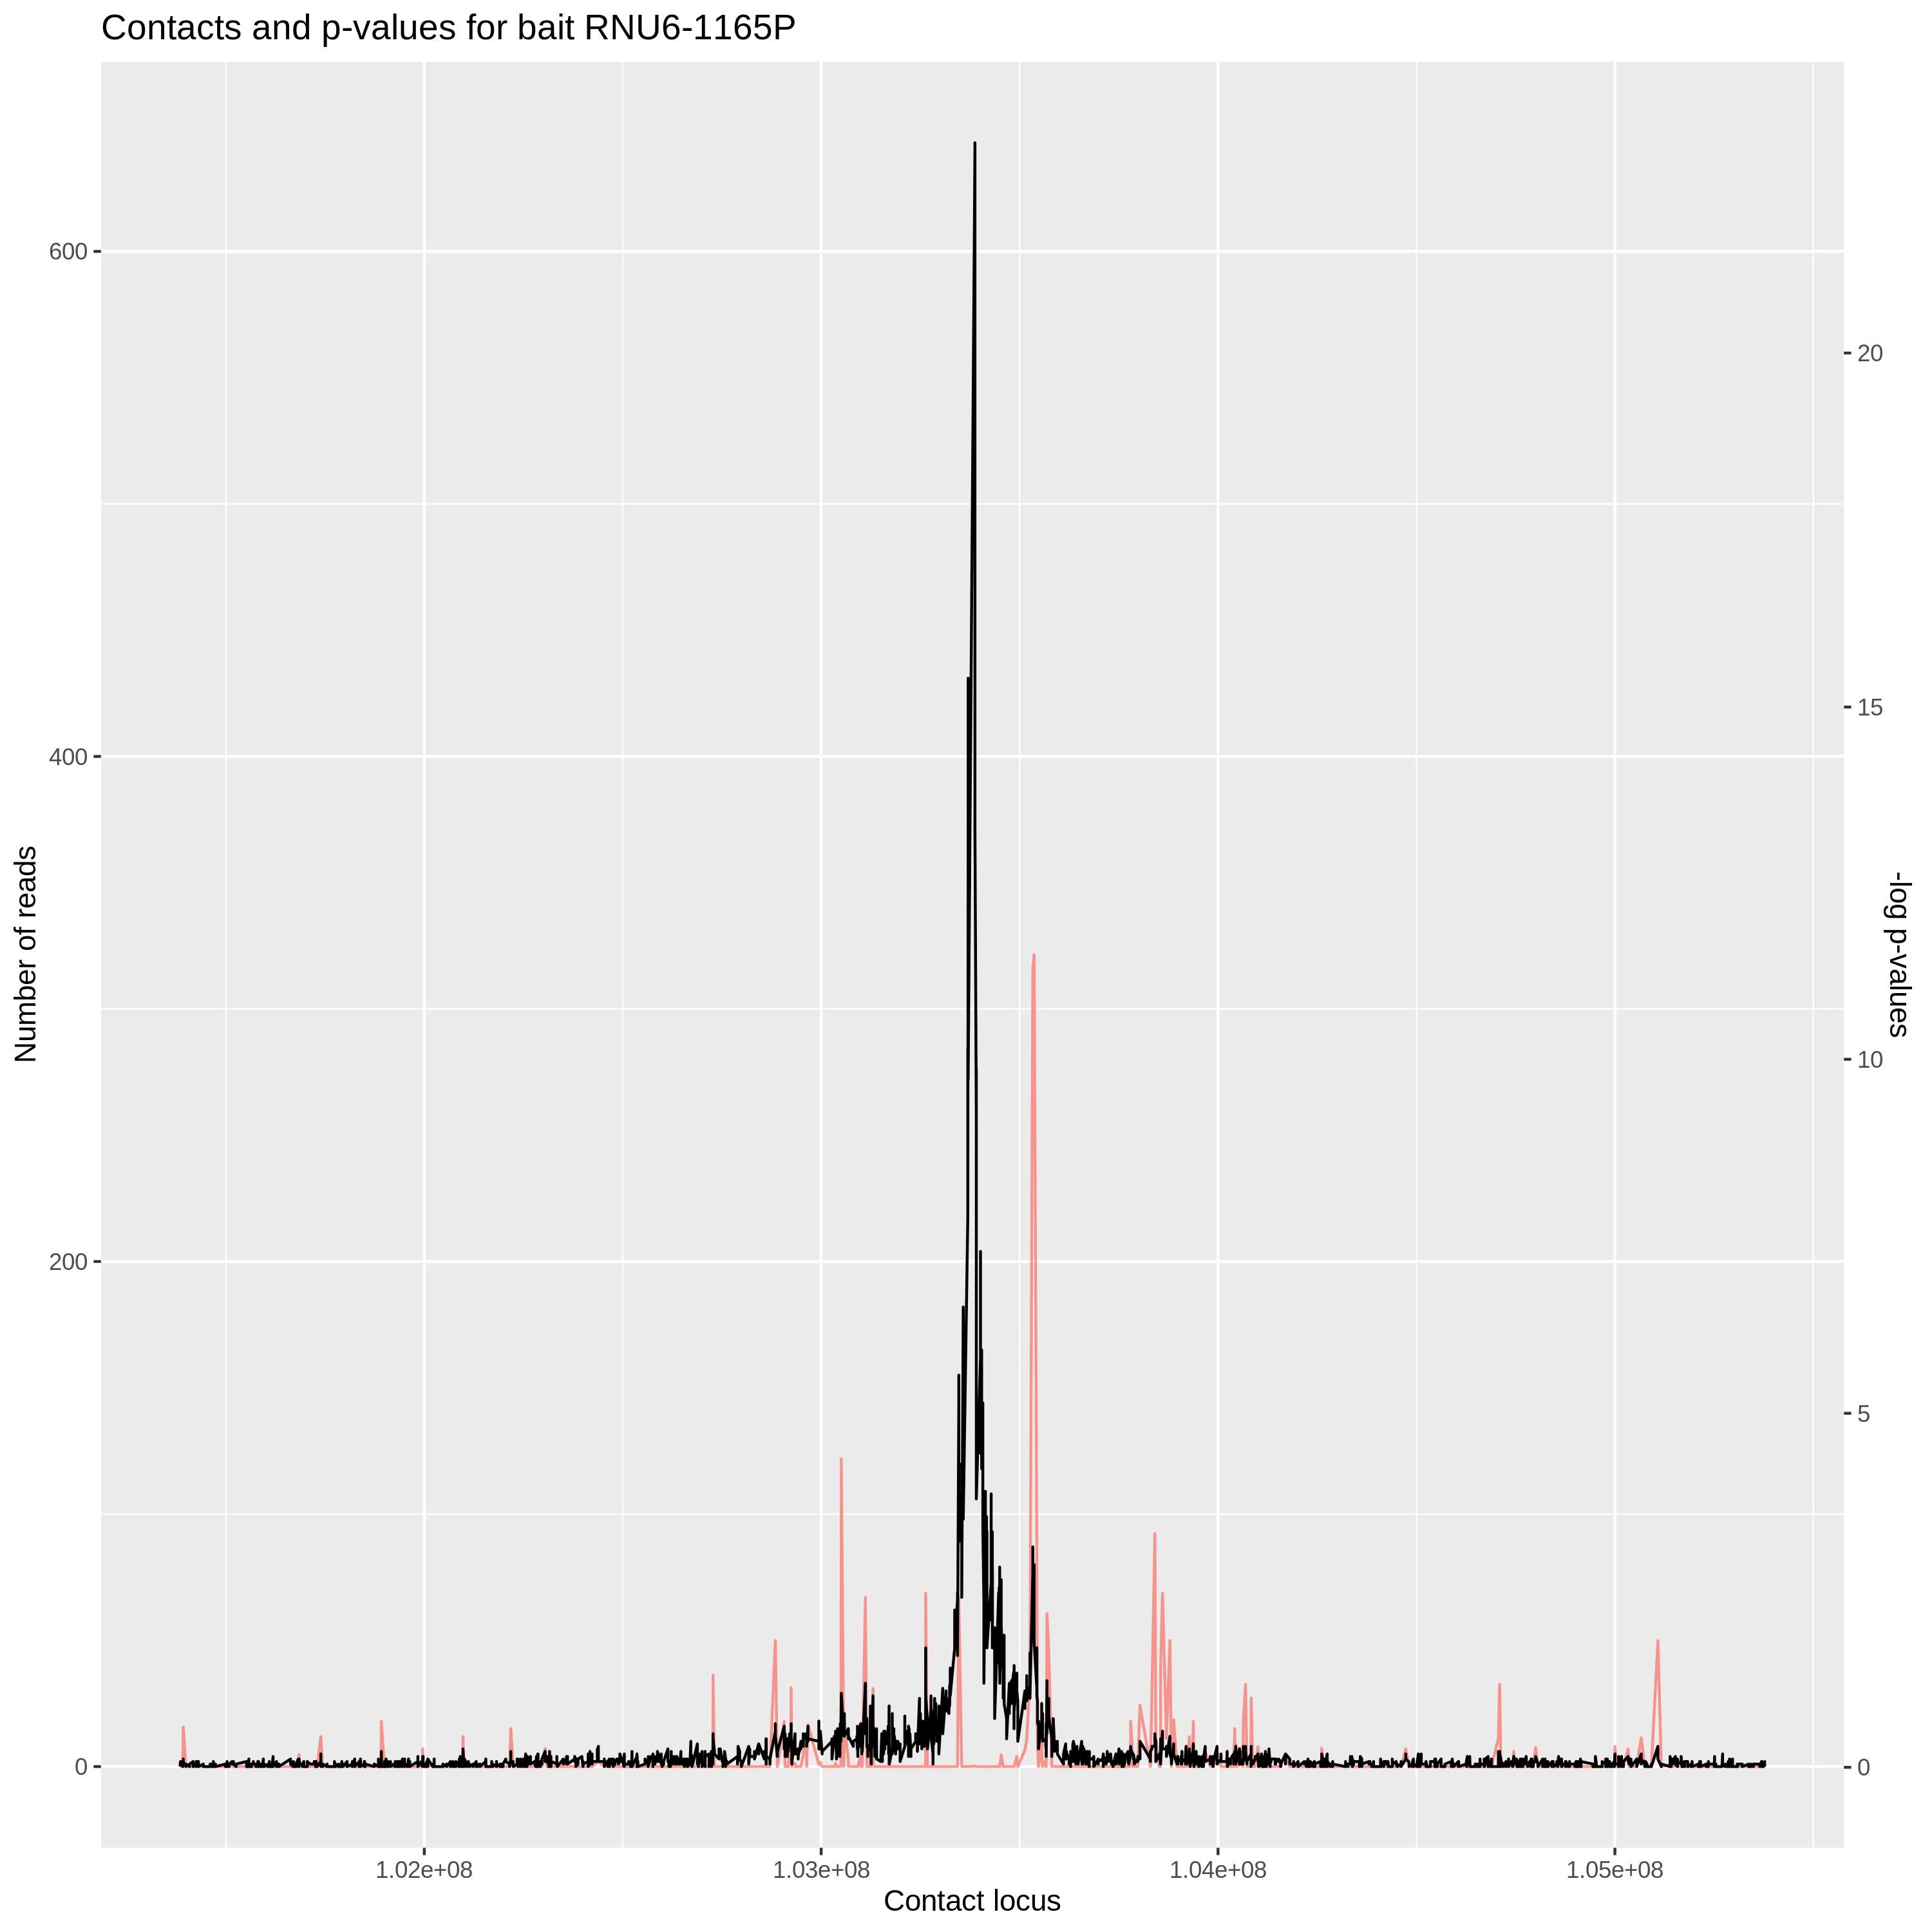 Contacts and p-values for bait RNU6-1165P
600
400
200
0
Number of reads
20
15
10
5
0
-log p-values
1.02e+08
1.03e+08
1.04e+08
1.05e+08
Contact locus